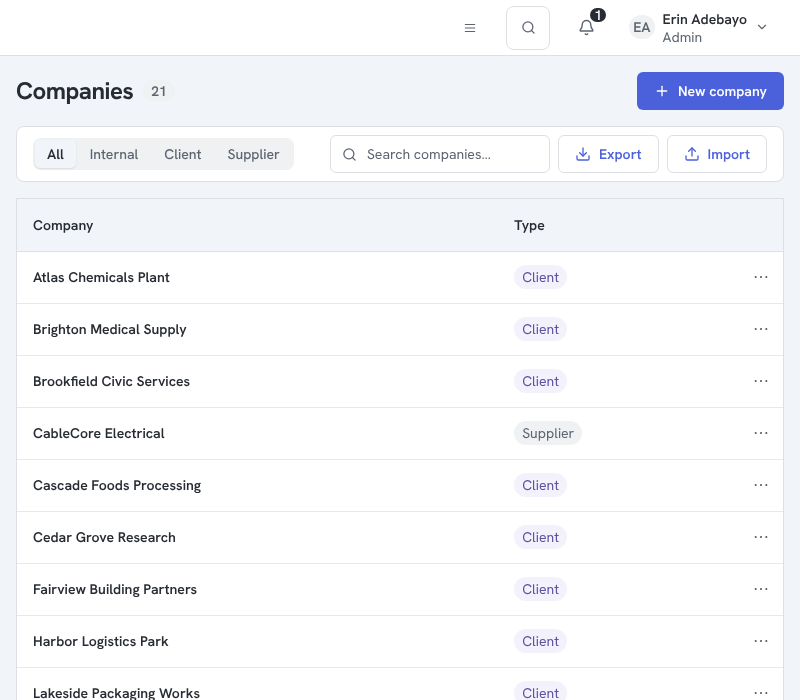 1
EA
Erin Adebayo
Admin
Companies 21
New company
All Internal Client Supplier
Search companies...
Export
Import
Company Type
Atlas Chemicals Plant Client
Brighton Medical Supply Client
Brookfield Civic Services Client
CableCore Electrical Supplier
Cascade Foods Processing Client
Cedar Grove Research Client
Fairview Building Partners Client
Harbor Logistics Park Client
Lakeside Packaging Works Client